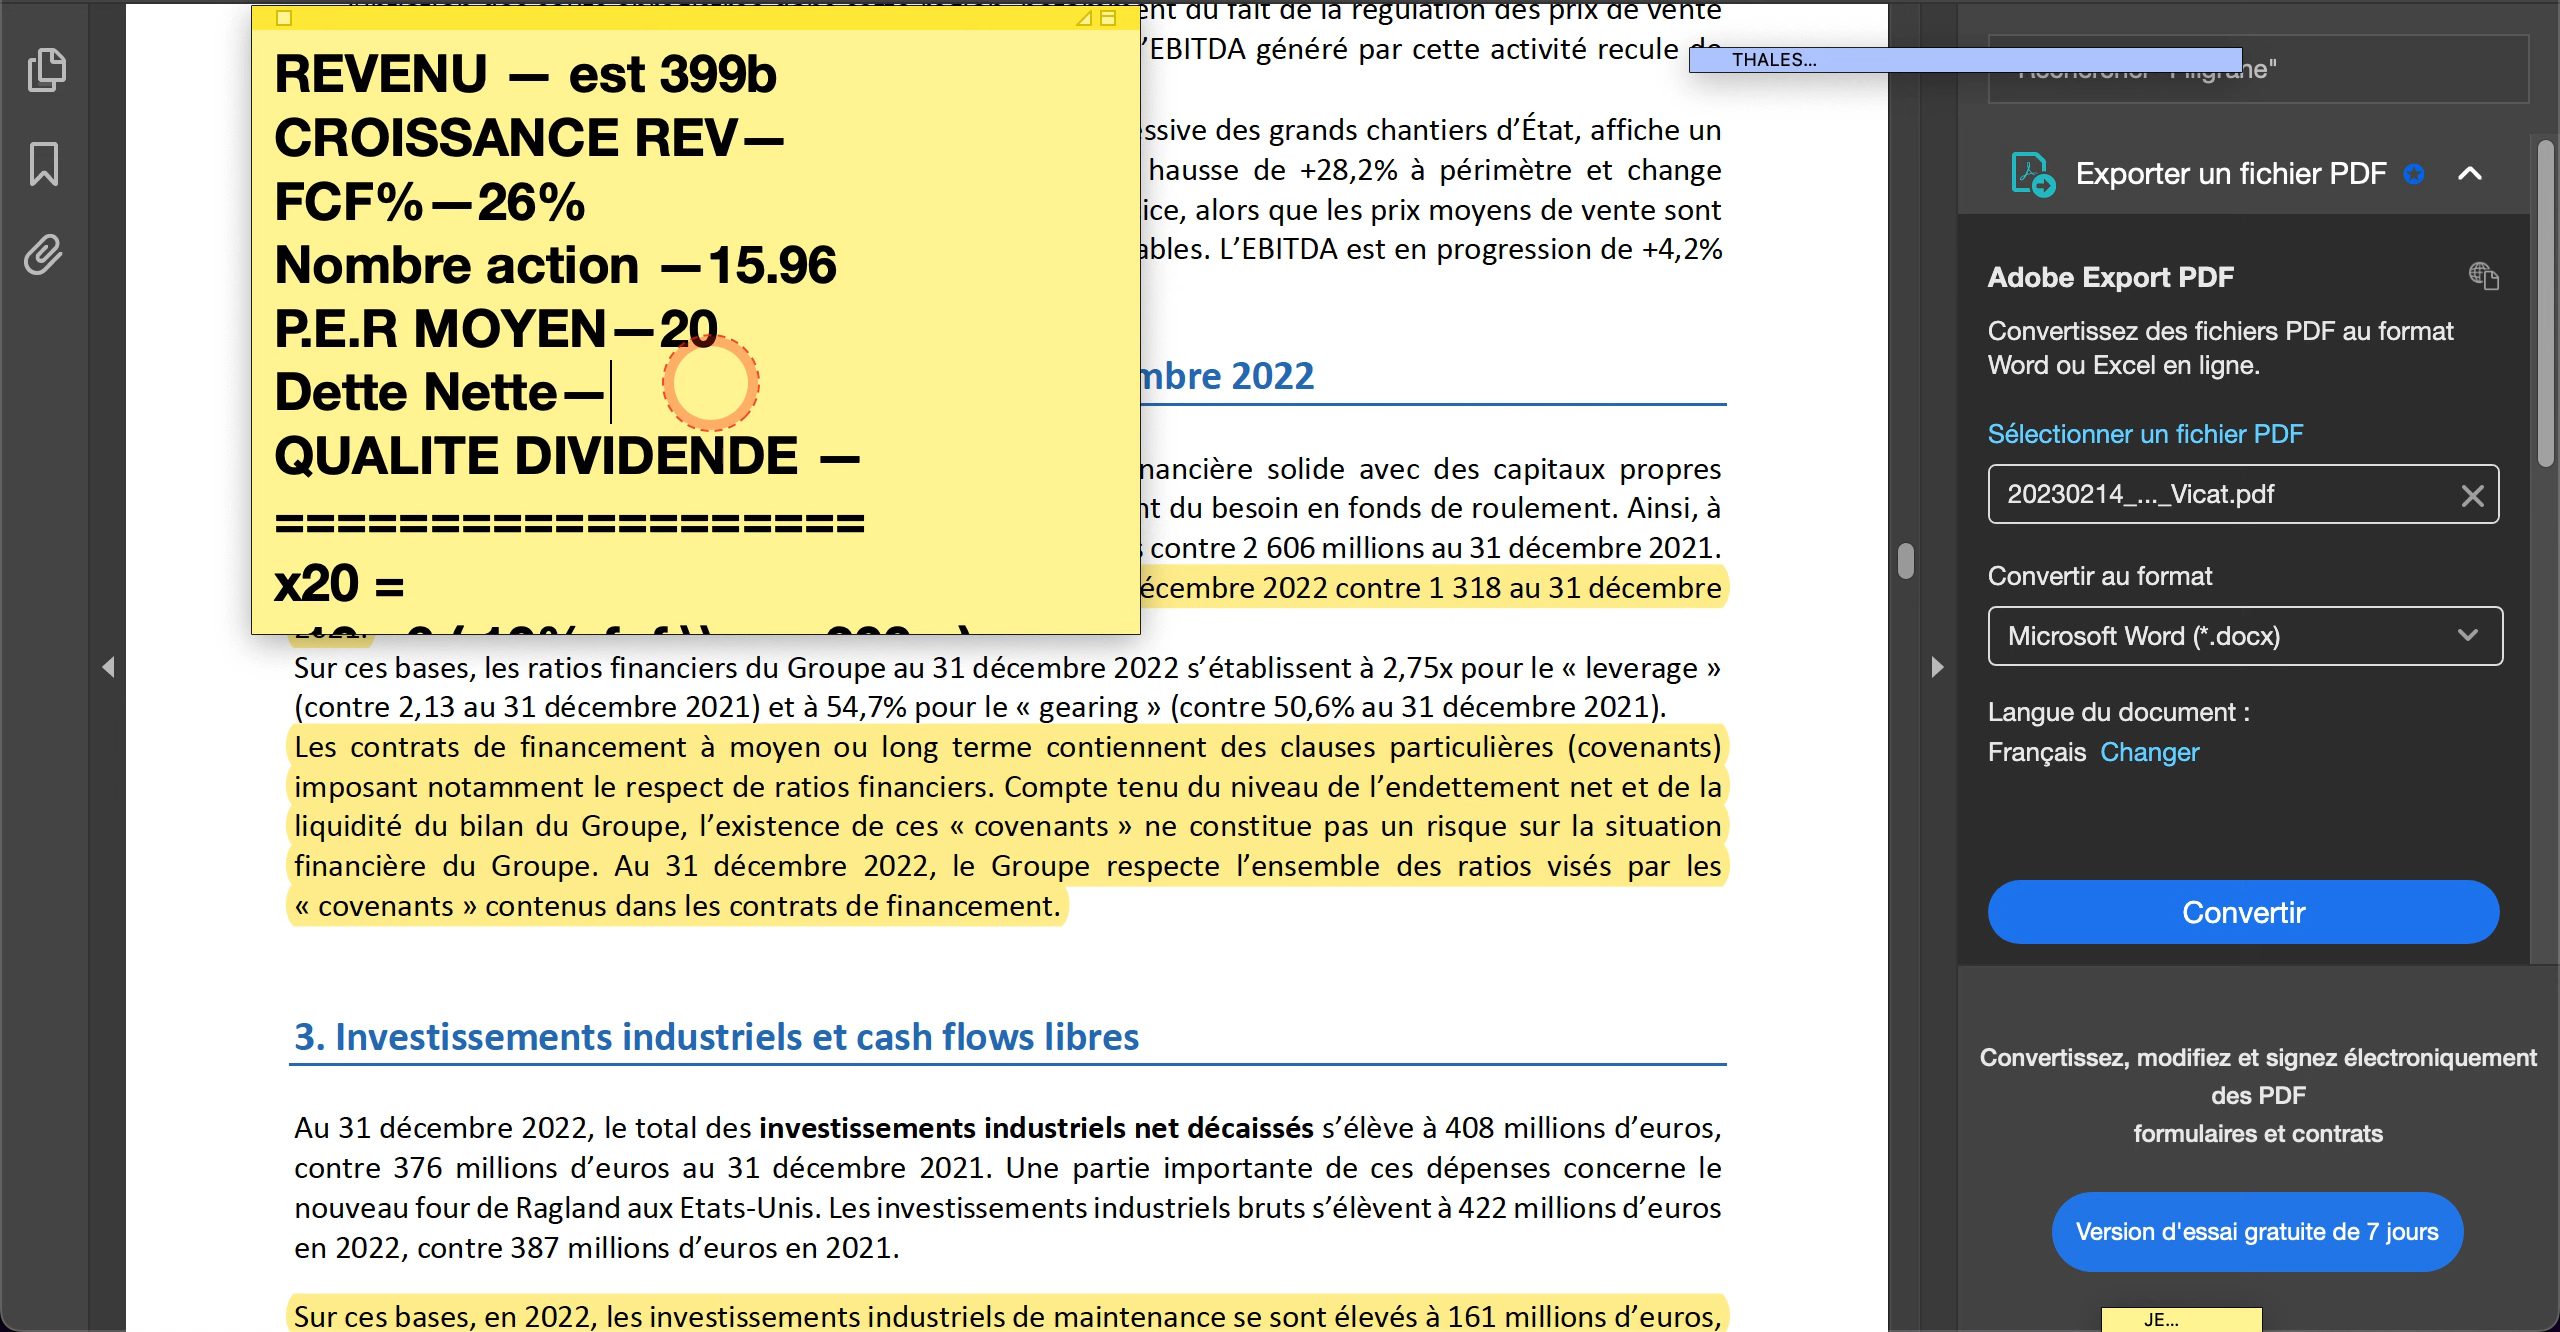 REVENU — est 399b
CROISSANCE REV—
FCF%—26%
Nombre action —15.96
P.E.R MOYEN—20
Dette Nette—
QUALITE DIVIDENDE —
===================
x20 =
ent du fait de la régulation des prix de vente
’EBITDA généré par cette activité recule de
ssive des grands chantiers d’État, affiche un
hausse de +28,2% à périmètre et change
ice, alors que les prix moyens de vente sont
ables. L’EBITDA est en progression de +4,2%
mbre 2022
nancière solide avec des capitaux propres
nt du besoin en fonds de roulement. Ainsi, à
contre 2 606 millions au 31 décembre 2021.
écembre 2022 contre 1 318 au 31 décembre
2021.
Sur ces bases, les ratios financiers du Groupe au 31 décembre 2022 s’établissent à 2,75x pour le « leverage »
(contre 2,13 au 31 décembre 2021) et à 54,7% pour le « gearing » (contre 50,6% au 31 décembre 2021).
Les contrats de financement à moyen ou long terme contiennent des clauses particulières (covenants)
imposant notamment le respect de ratios financiers. Compte tenu du niveau de l’endettement net et de la
liquidité du bilan du Groupe, l’existence de ces « covenants » ne constitue pas un risque sur la situation
financière du Groupe. Au 31 décembre 2022, le Groupe respecte l’ensemble des ratios visés par les
« covenants » contenus dans les contrats de financement.
3. Investissements industriels et cash flows libres
Au 31 décembre 2022, le total des investissements industriels net décaissés s’élève à 408 millions d’euros,
contre 376 millions d’euros au 31 décembre 2021. Une partie importante de ces dépenses concerne le
nouveau four de Ragland aux Etats-Unis. Les investissements industriels bruts s’élèvent à 422 millions d’euros
en 2022, contre 387 millions d’euros en 2021.
Sur ces bases, en 2022, les investissements industriels de maintenance se sont élevés à 161 millions d’euros,
THALES...
Rechercher "Filigrane"
Exporter un fichier PDF
Adobe Export PDF
Convertissez des fichiers PDF au format
Word ou Excel en ligne.
Sélectionner un fichier PDF
20230214_..._Vicat.pdf
Convertir au format
Microsoft Word (*.docx)
Langue du document :
Français Changer
Convertir
Convertissez, modifiez et signez électroniquement
des PDF
formulaires et contrats
Version d'essai gratuite de 7 jours
JE...